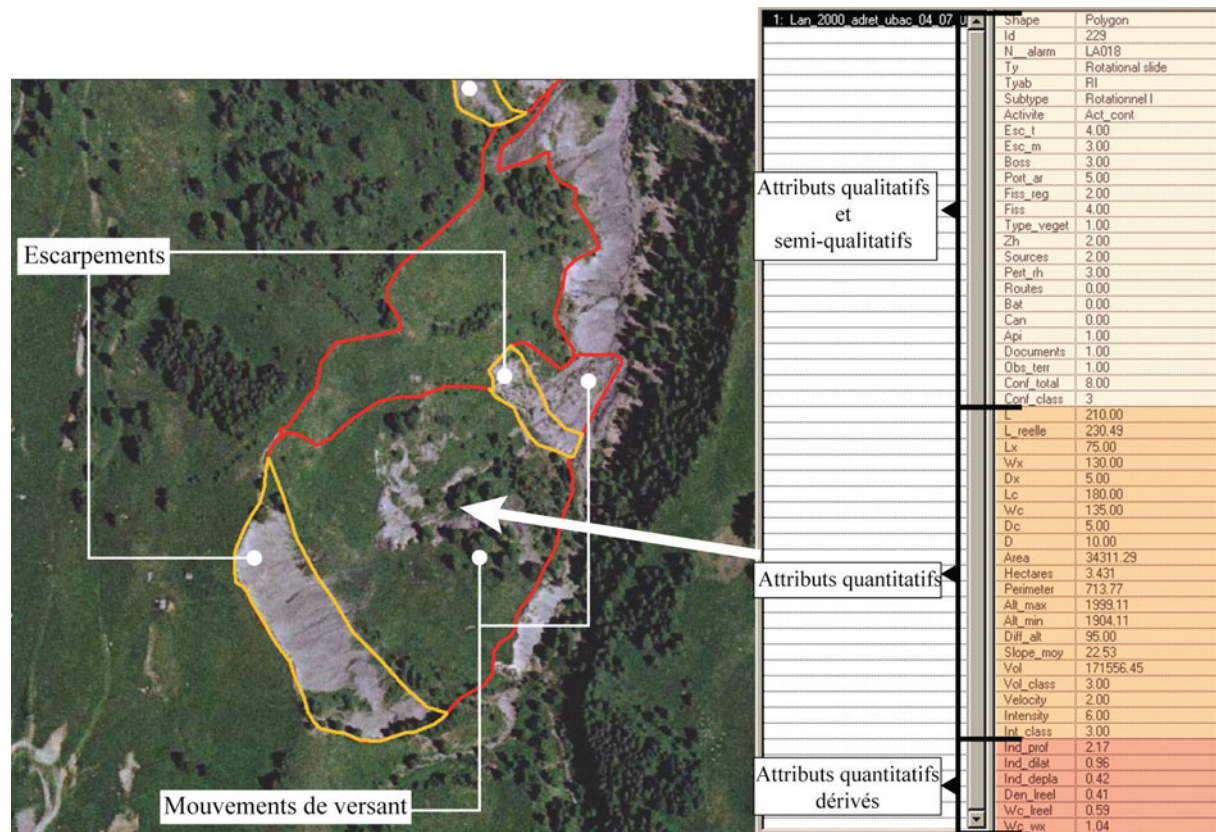 Escarpements
Mouvements de versant
1: Lan_2000_adret_ubac_04_07_
Attributs qualitatifs
et
semi-qualitatifs
Attributs quantitatifs
Attributs quantitatifs
dérivés
Shape Polygon
Id 229
N__alarm LA018
Ty Rotational slide
Tyab Rl
Subtype Rotationnel l
Activite Act_cont
Esc_t 4.00
Esc_m 3.00
Boss 3.00
Port_ar 5.00
Fiss_reg 2.00
Fiss 4.00
Type_veget 1.00
Zh 2.00
Sources 2.00
Pert_rh 3.00
Routes 0.00
Bat 0.00
Can 0.00
Api 1.00
Documents 1.00
Obs_terr 1.00
Conf_total 8.00
Conf_class 3
L 210.00
L_reelle 230.49
Lx 75.00
Wx 130.00
Dx 5.00
Lc 180.00
Wc 135.00
Dc 5.00
D 10.00
Area 34311.29
Hectares 3.431
Perimeter 713.77
Alt_max 1999.11
Alt_min 1904.11
Diff_alt 95.00
Slope_moy 22.53
Vol 171556.45
Vol_class 3.00
Velocity 2.00
Intensity 6.00
Int_class 3.00
Ind_prof 2.17
Ind_dilat 0.96
Ind_depla 0.42
Den_lreel 0.41
Wc_lreel 0.59
Wc_wx 1.04